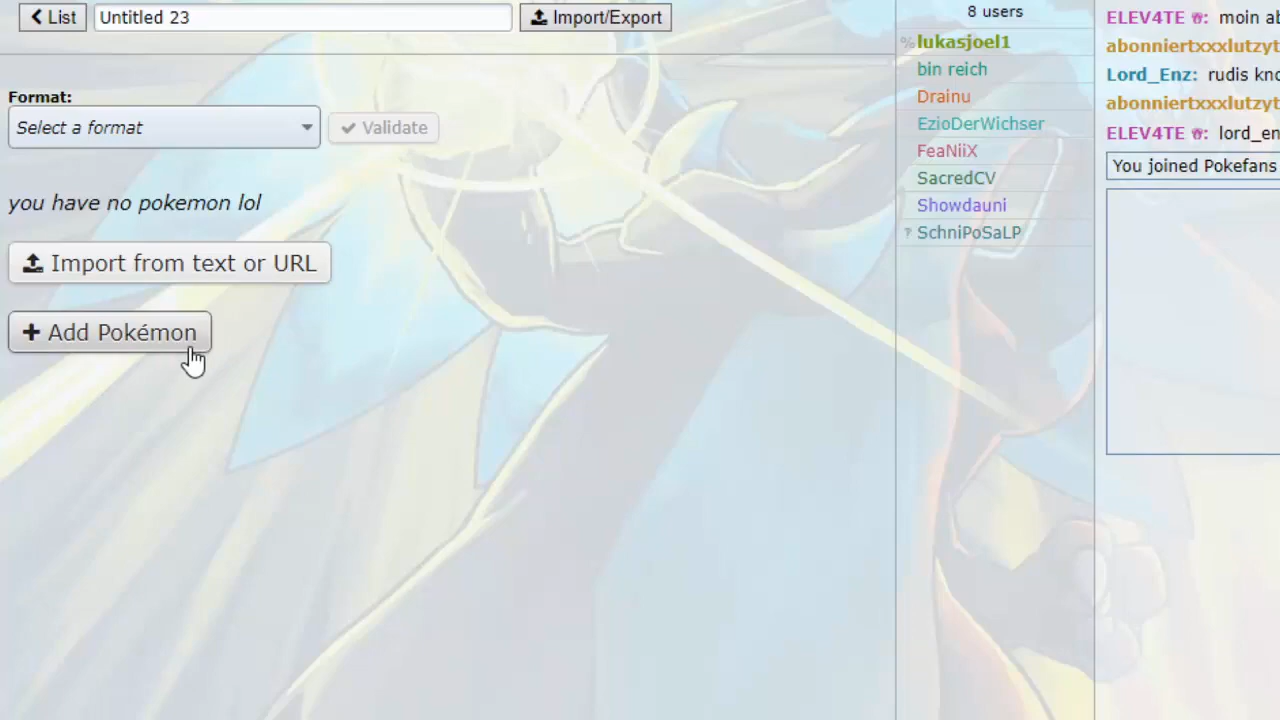 List
Untitled 23
Import/Export
Format:
Select a format
Validate
you have no pokemon lol
Import from text or URL
Add Pokémon
8 users
%lukasjoel1
bin reich
Drainu
EzioDerWichser
FeaNiiX
SacredCV
Showdauni
? SchniPoSaLP
ELEV4TE : moin
abonniertxxxlutzyt
Lord_Enz: rudis
abonniertxxxlutzyt
ELEV4TE :
You joined Pokefans